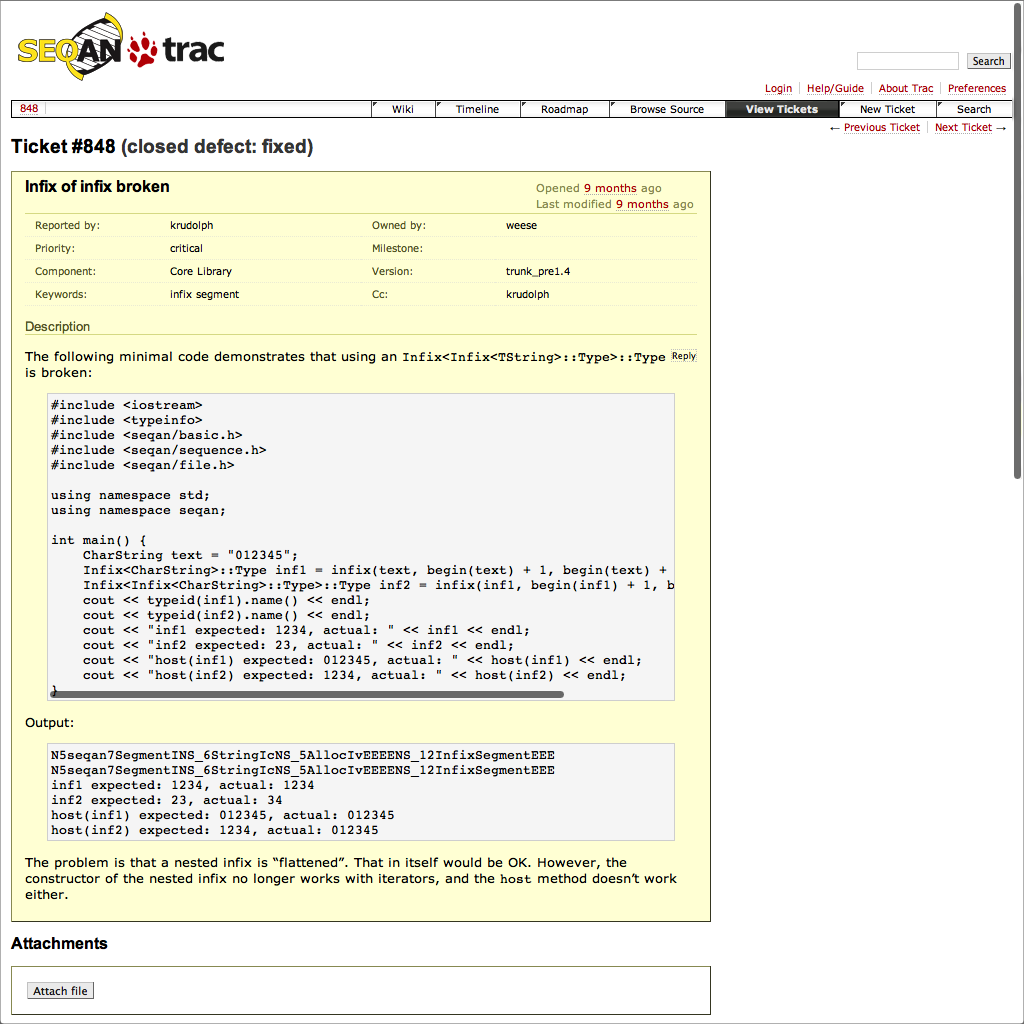 SEQAN trac
Search
Login Help/Guide About Trac Preferences
848 Wiki Timeline Roadmap Browse Source View Tickets New Ticket Search
← Previous Ticket Next Ticket →
Ticket #848 (closed defect: fixed)
Infix of infix broken
Opened 9 months ago
Last modified 9 months ago
Reported by: krudolph Owned by: weese
Priority: critical Milestone:
Component: Core Library Version: trunk_pre1.4
Keywords: infix segment Cc: krudolph
Description
The following minimal code demonstrates that using an Infix<Infix<TString>::Type>::Type Reply
is broken:
#include <iostream>
#include <typeinfo>
#include <seqan/basic.h>
#include <seqan/sequence.h>
#include <seqan/file.h>
using namespace std;
using namespace seqan;
int main() {
    CharString text = "012345";
    Infix<CharString>::Type inf1 = infix(text, begin(text) + 1, begin(text) +
    Infix<Infix<CharString>::Type>::Type inf2 = infix(inf1, begin(inf1) + 1, b
    cout << typeid(inf1).name() << endl;
    cout << typeid(inf2).name() << endl;
    cout << "inf1 expected: 1234, actual: " << inf1 << endl;
    cout << "inf2 expected: 23, actual: " << inf2 << endl;
    cout << "host(inf1) expected: 012345, actual: " << host(inf1) << endl;
    cout << "host(inf2) expected: 1234, actual: " << host(inf2) << endl;
}
Output:
N5seqan7SegmentINS_6StringIcNS_5AllocIvEEEENS_12InfixSegmentEEE
N5seqan7SegmentINS_6StringIcNS_5AllocIvEEEENS_12InfixSegmentEEE
inf1 expected: 1234, actual: 1234
inf2 expected: 23, actual: 34
host(inf1) expected: 012345, actual: 012345
host(inf2) expected: 1234, actual: 012345
The problem is that a nested infix is “flattened”. That in itself would be OK. However, the
constructor of the nested infix no longer works with iterators, and the host method doesn’t work
either.
Attachments
Attach file